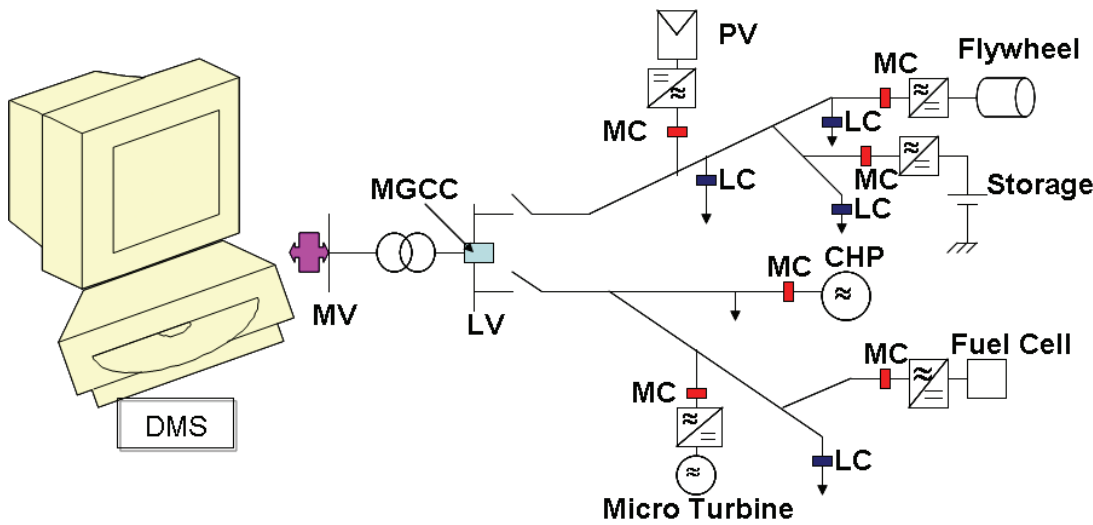 PV
Flywheel
MC
MC
LC
LC
MC
Storage
MGCC
LC
CHP
MC
MV
LV
MC
Fuel Cell
MC
DMS
LC
Micro Turbine